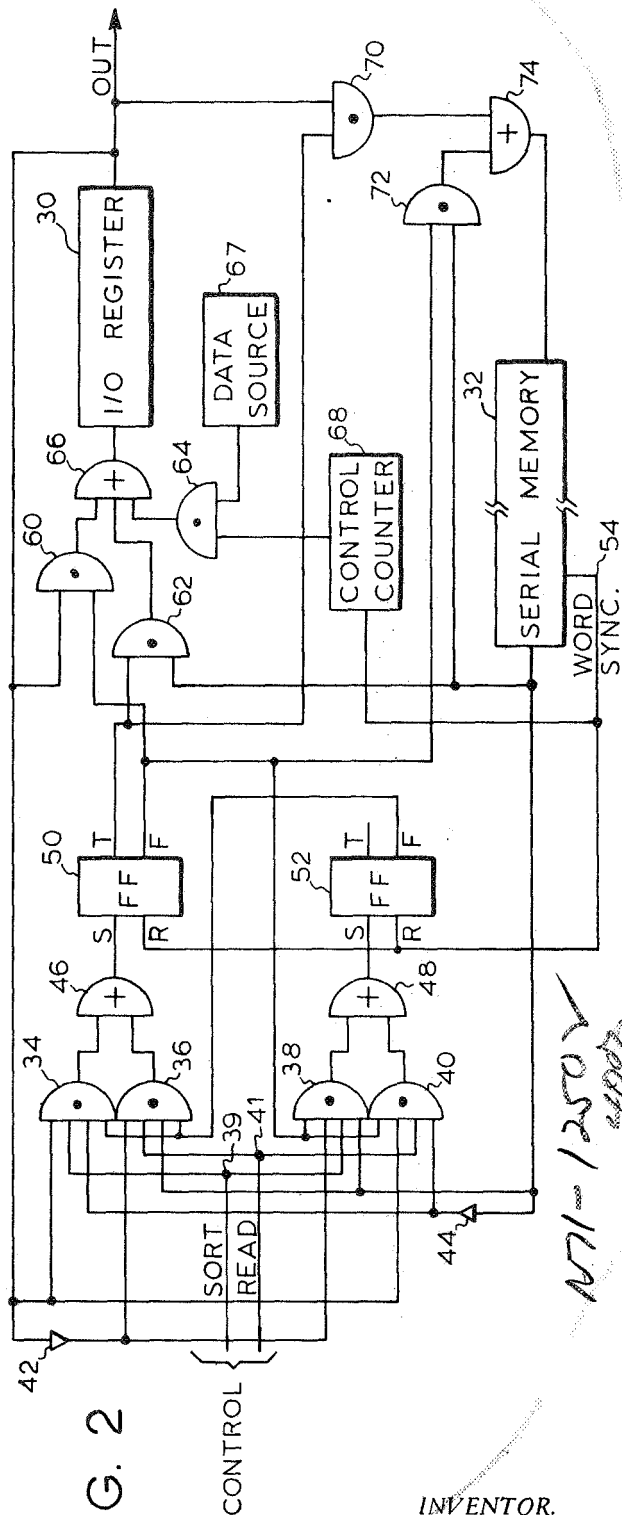 G. 2
CONTROL
SORT
READ
39
41
42
44
34
36
38
40
46
48
50
FF
S
R
T
F
52
FF
S
R
T
F
60
62
64
66
30
I/O REGISTER
OUT
67
DATA
SOURCE
68
CONTROL
COUNTER
70
72
74
32
SERIAL MEMORY
WORD
SYNC.
54
N71-1250
INVENTOR.